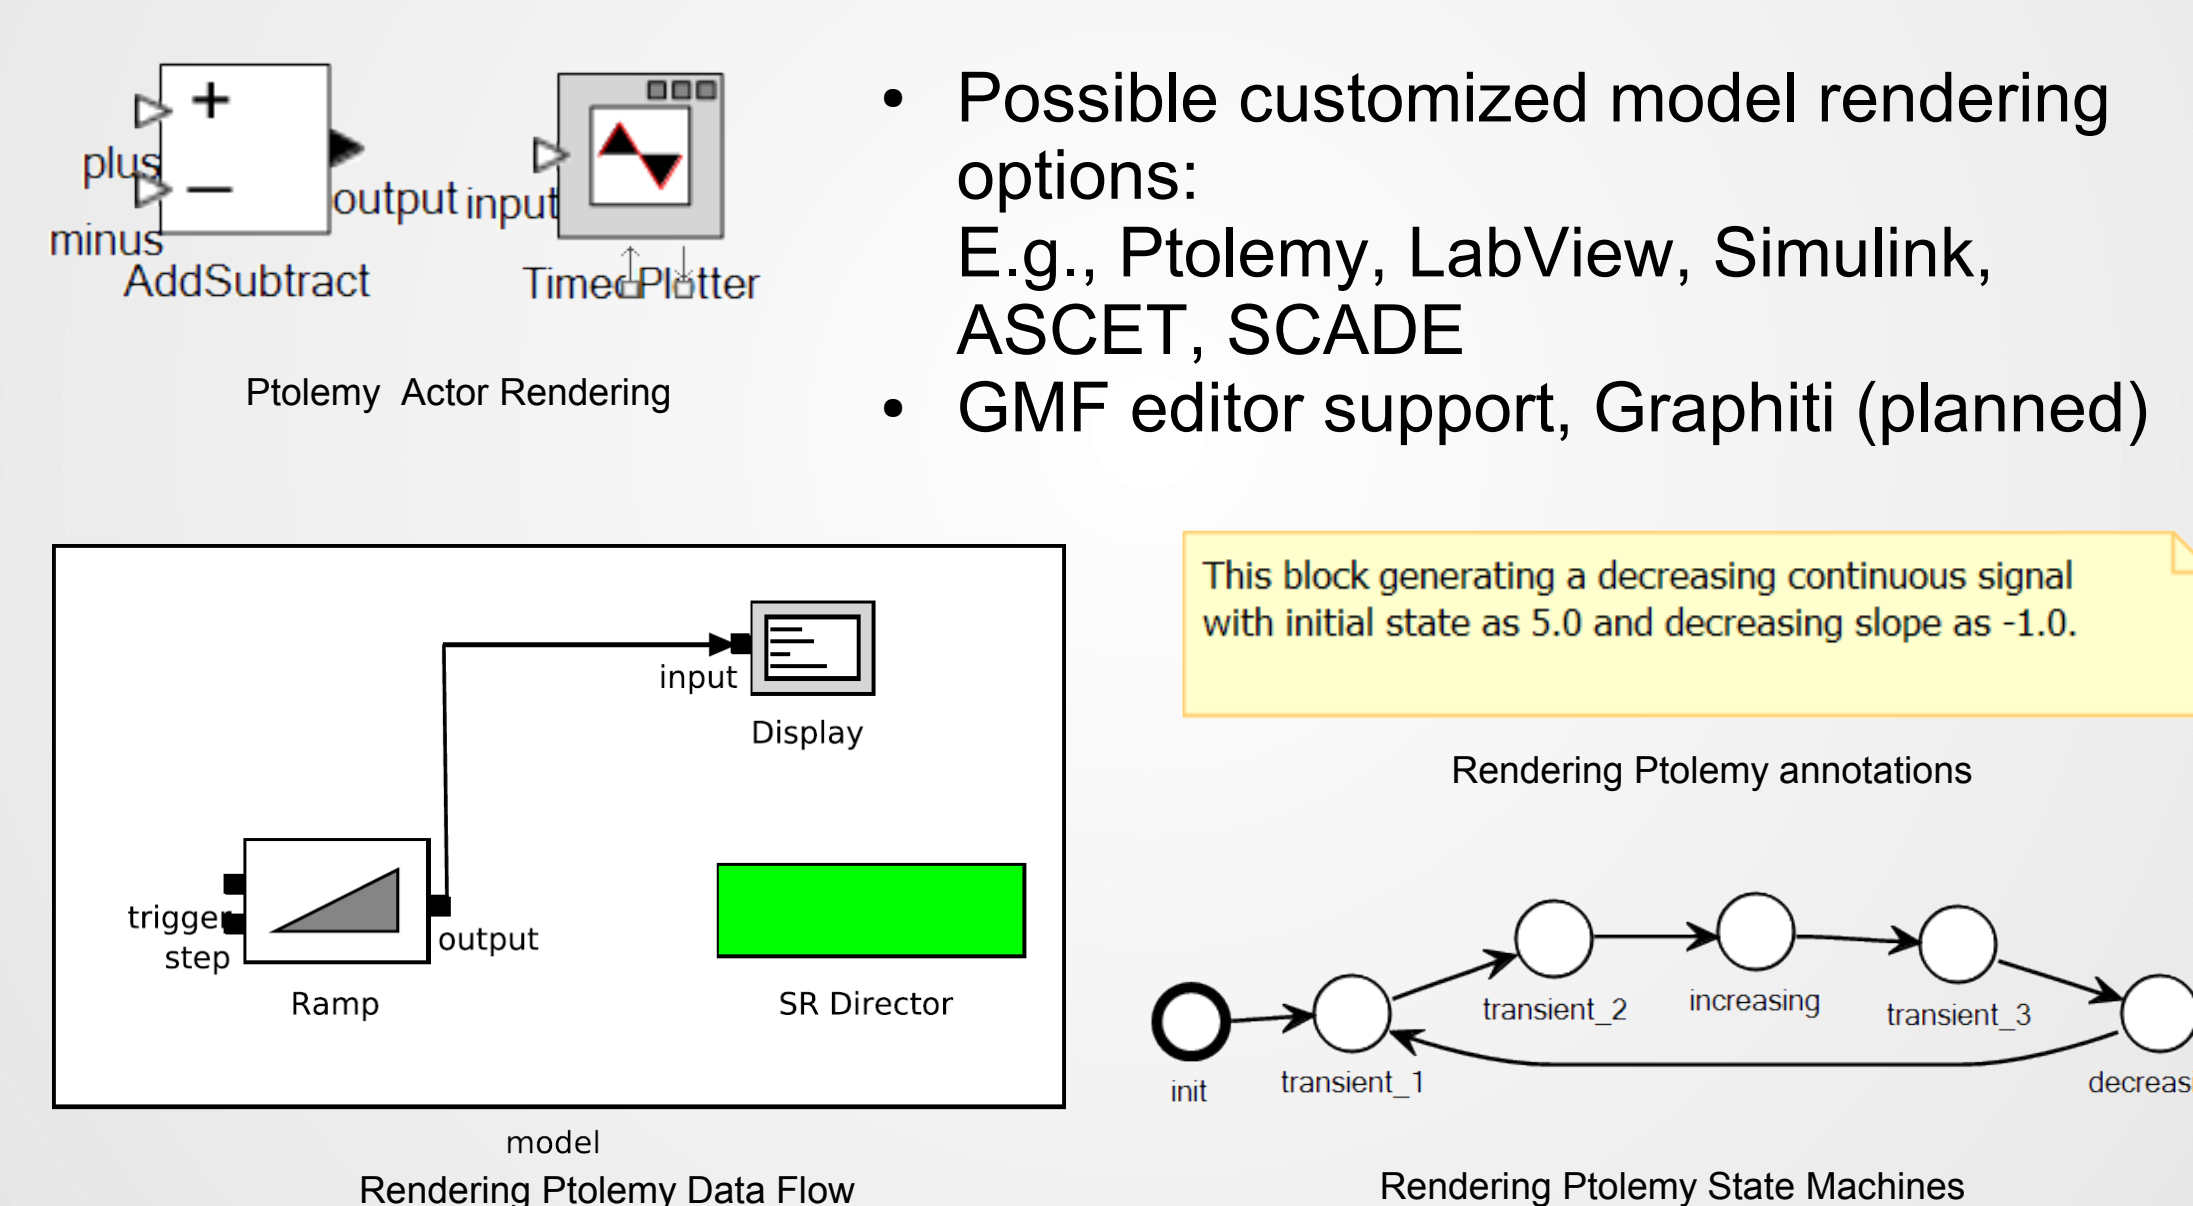 plus
minus
output
AddSubtract
input
TimedPlotter
Ptolemy Actor Rendering
• Possible customized model rendering
options:
E.g., Ptolemy, LabView, Simulink,
ASCET, SCADE
• GMF editor support, Graphiti (planned)
input
Display
trigger
step
output
Ramp
SR Director
model
Rendering Ptolemy Data Flow
This block generating a decreasing continuous signal
with initial state as 5.0 and decreasing slope as -1.0.
Rendering Ptolemy annotations
init
transient_1
transient_2
increasing
transient_3
decreasi
Rendering Ptolemy State Machines